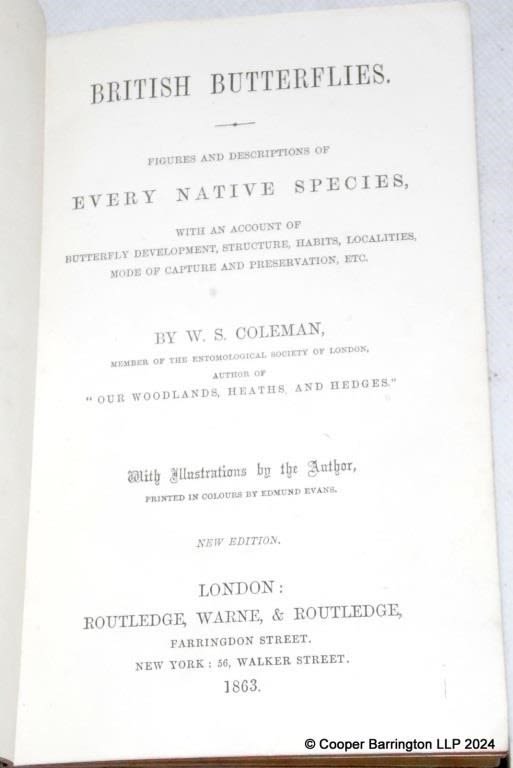 BRITISH BUTTERFLIES.
FIGURES AND DESCRIPTIONS OF
EVERY NATIVE SPECIES,
WITH AN ACCOUNT OF
BUTTERFLY DEVELOPMENT, STRUCTURE, HABITS, LOCALITIES,
MODE OF CAPTURE AND PRESERVATION, ETC.
BY W. S. COLEMAN,
MEMBER OF THE ENTOMOLOGICAL SOCIETY OF LONDON,
AUTHOR OF
"OUR WOODLANDS, HEATHS, AND HEDGES."
With Illustrations by the Author,
PRINTED IN COLOURS BY EDMUND EVANS.
NEW EDITION.
LONDON:
ROUTLEDGE, WARNE, & ROUTLEDGE,
FARRINGDON STREET.
NEW YORK: 56, WALKER STREET.
1863.
© Cooper Barrington LLP 2024